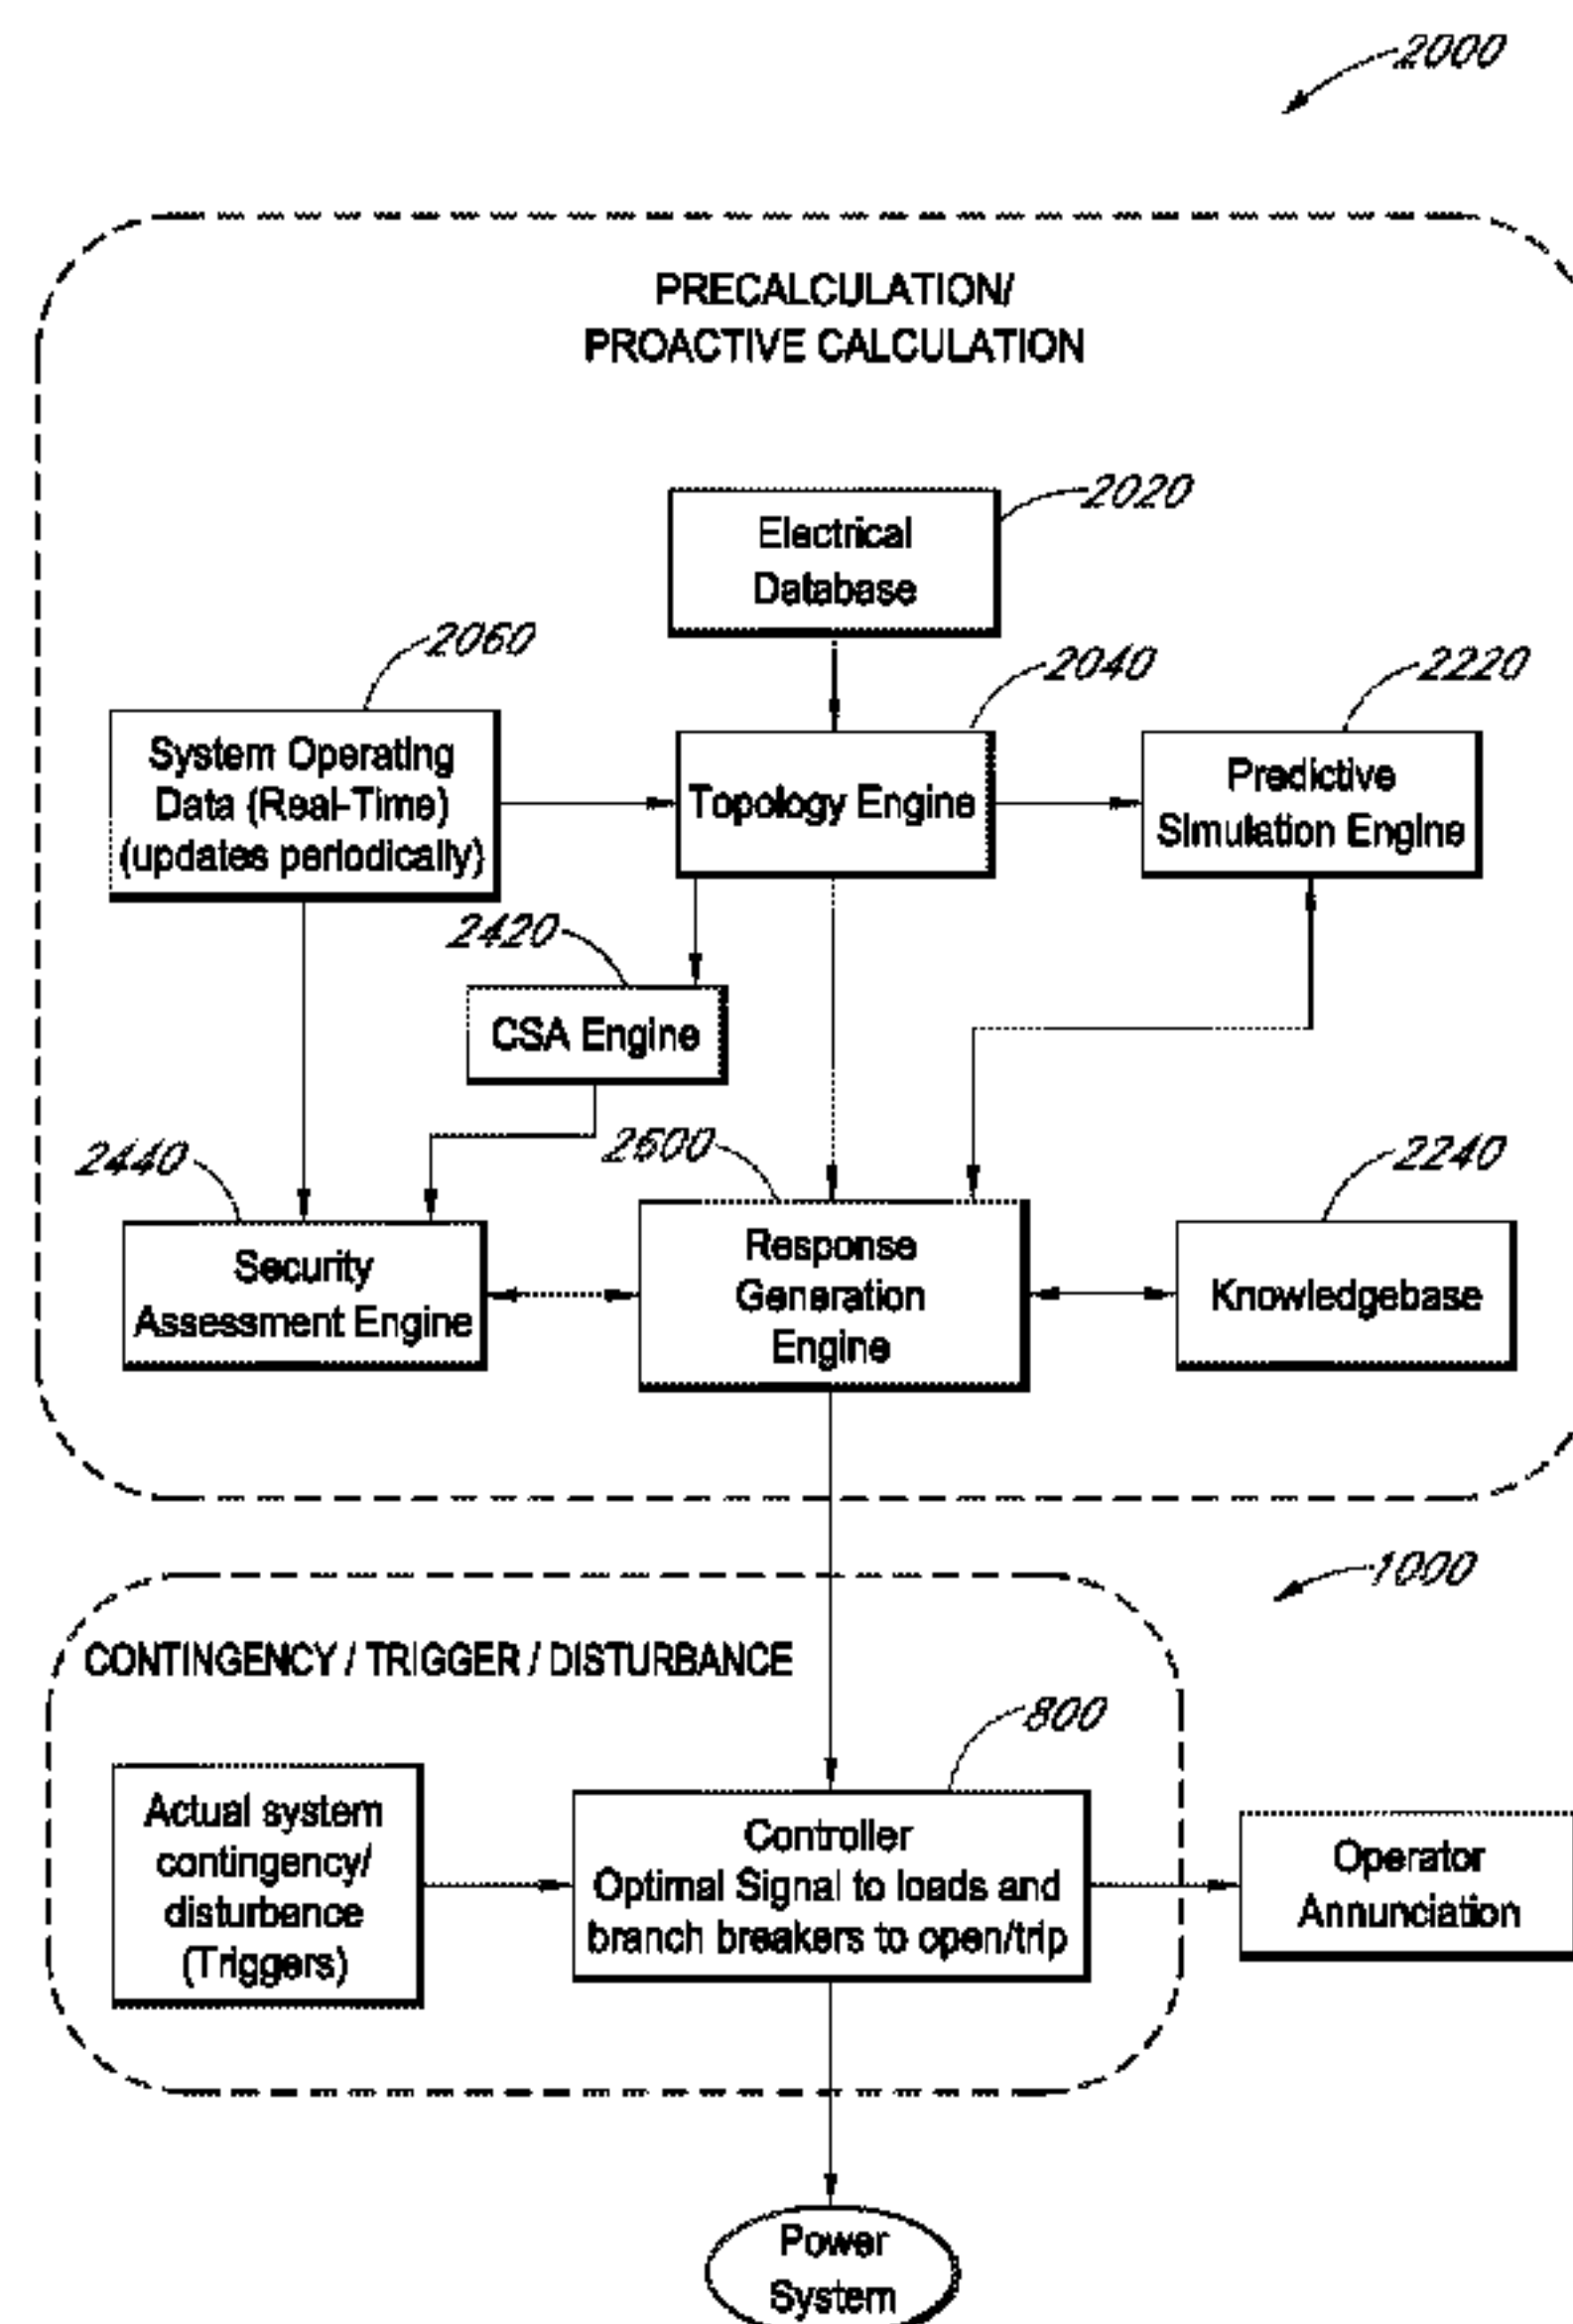 2000
PRECALCULATION/
PROACTIVE CALCULATION
2020
Electrical
Database
2060
2040
2220
System Operating
Data (Real-Time)
(updates periodically)
Topology Engine
Predictive
Simulation Engine
2420
CSA Engine
2440
2600
2240
Security
Assessment Engine
Response
Generation
Engine
Knowledgebase
1000
CONTINGENCY / TRIGGER / DISTURBANCE
800
Actual system
contingency/
disturbance
(Triggers)
Controller
Optimal Signal to loads and
branch breakers to open/trip
Operator
Annunciation
Power
System